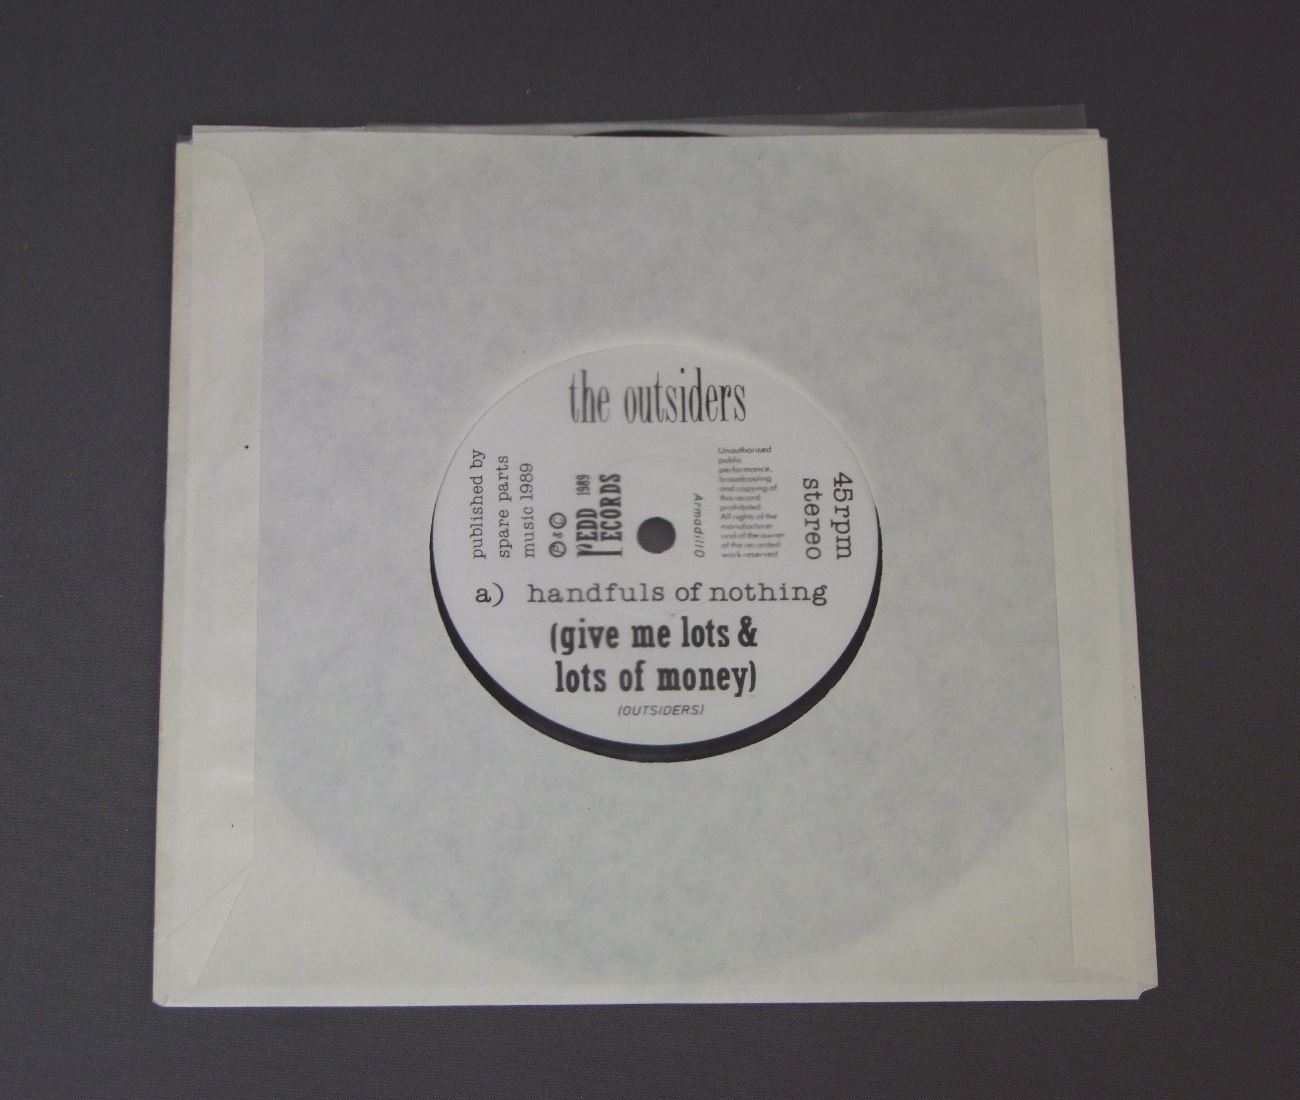 the outsiders
published by
spare parts
music 1989
℗ & ©
REDD 1989
RECORDS
Armadillo
Unauthorised
public
performance,
broadcasting
and copying of
this record
prohibited
All rights of the
manufacturer
and of the owner
of the recorded
work reserved
45rpm
stereo
a) handfuls of nothing
(give me lots &
lots of money)
(OUTSIDERS)